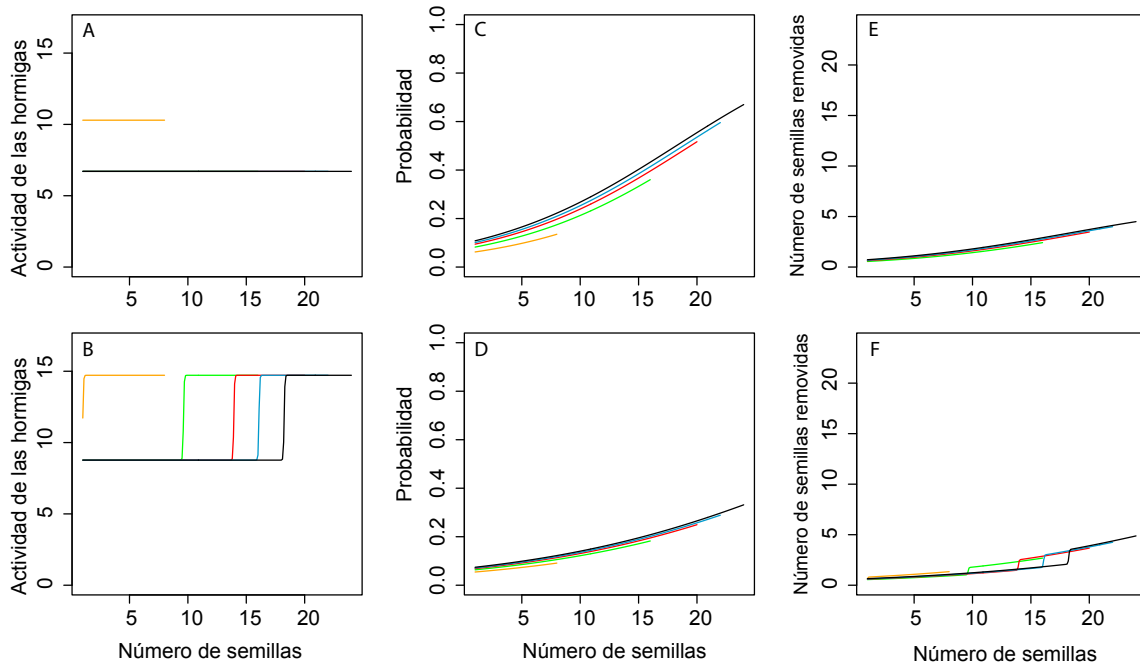 A
Actividad de las hormigas
0 5 10 15
5 10 15 20
C
Probabilidad
0.0 0.2 0.4 0.6 0.8 1.0
5 10 15 20
E
Número de semillas removidas
0 5 10 15 20
5 10 15 20
B
Actividad de las hormigas
0 5 10 15
5 10 15 20
Número de semillas
D
Probabilidad
0.0 0.2 0.4 0.6 0.8 1.0
5 10 15 20
Número de semillas
F
Número de semillas removidas
0 5 10 15 20
5 10 15 20
Número de semillas